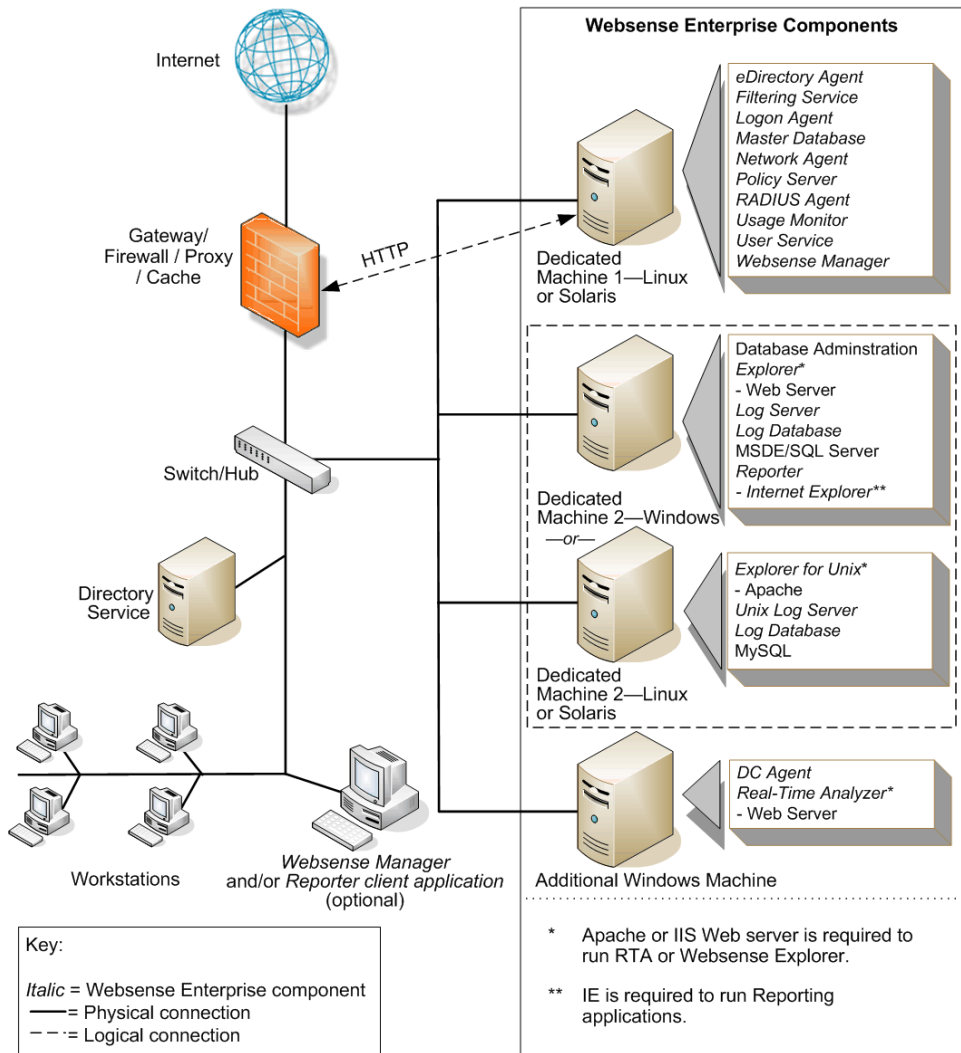 Websense Enterprise Components
Internet
eDirectory Agent
Filtering Service
Logon Agent
Master Database
Network Agent
Policy Server
RADIUS Agent
Usage Monitor
User Service
Websense Manager
Gateway/
Firewall / Proxy
/ Cache
HTTP
Dedicated
Machine 1—Linux
or Solaris
Database Adminstration
Explorer*
- Web Server
Log Server
Log Database
MSDE/SQL Server
Reporter
- Internet Explorer**
Switch/Hub
Dedicated
Machine 2—Windows
—or—
Explorer for Unix*
- Apache
Unix Log Server
Log Database
MySQL
Directory
Service
Dedicated
Machine 2—Linux
or Solaris
DC Agent
Real-Time Analyzer*
- Web Server
Workstations
Websense Manager
and/or Reporter client application
(optional)
Additional Windows Machine
Key:
Italic = Websense Enterprise component
= Physical connection
= Logical connection
* Apache or IIS Web server is required to
run RTA or Websense Explorer.
** IE is required to run Reporting
applications.